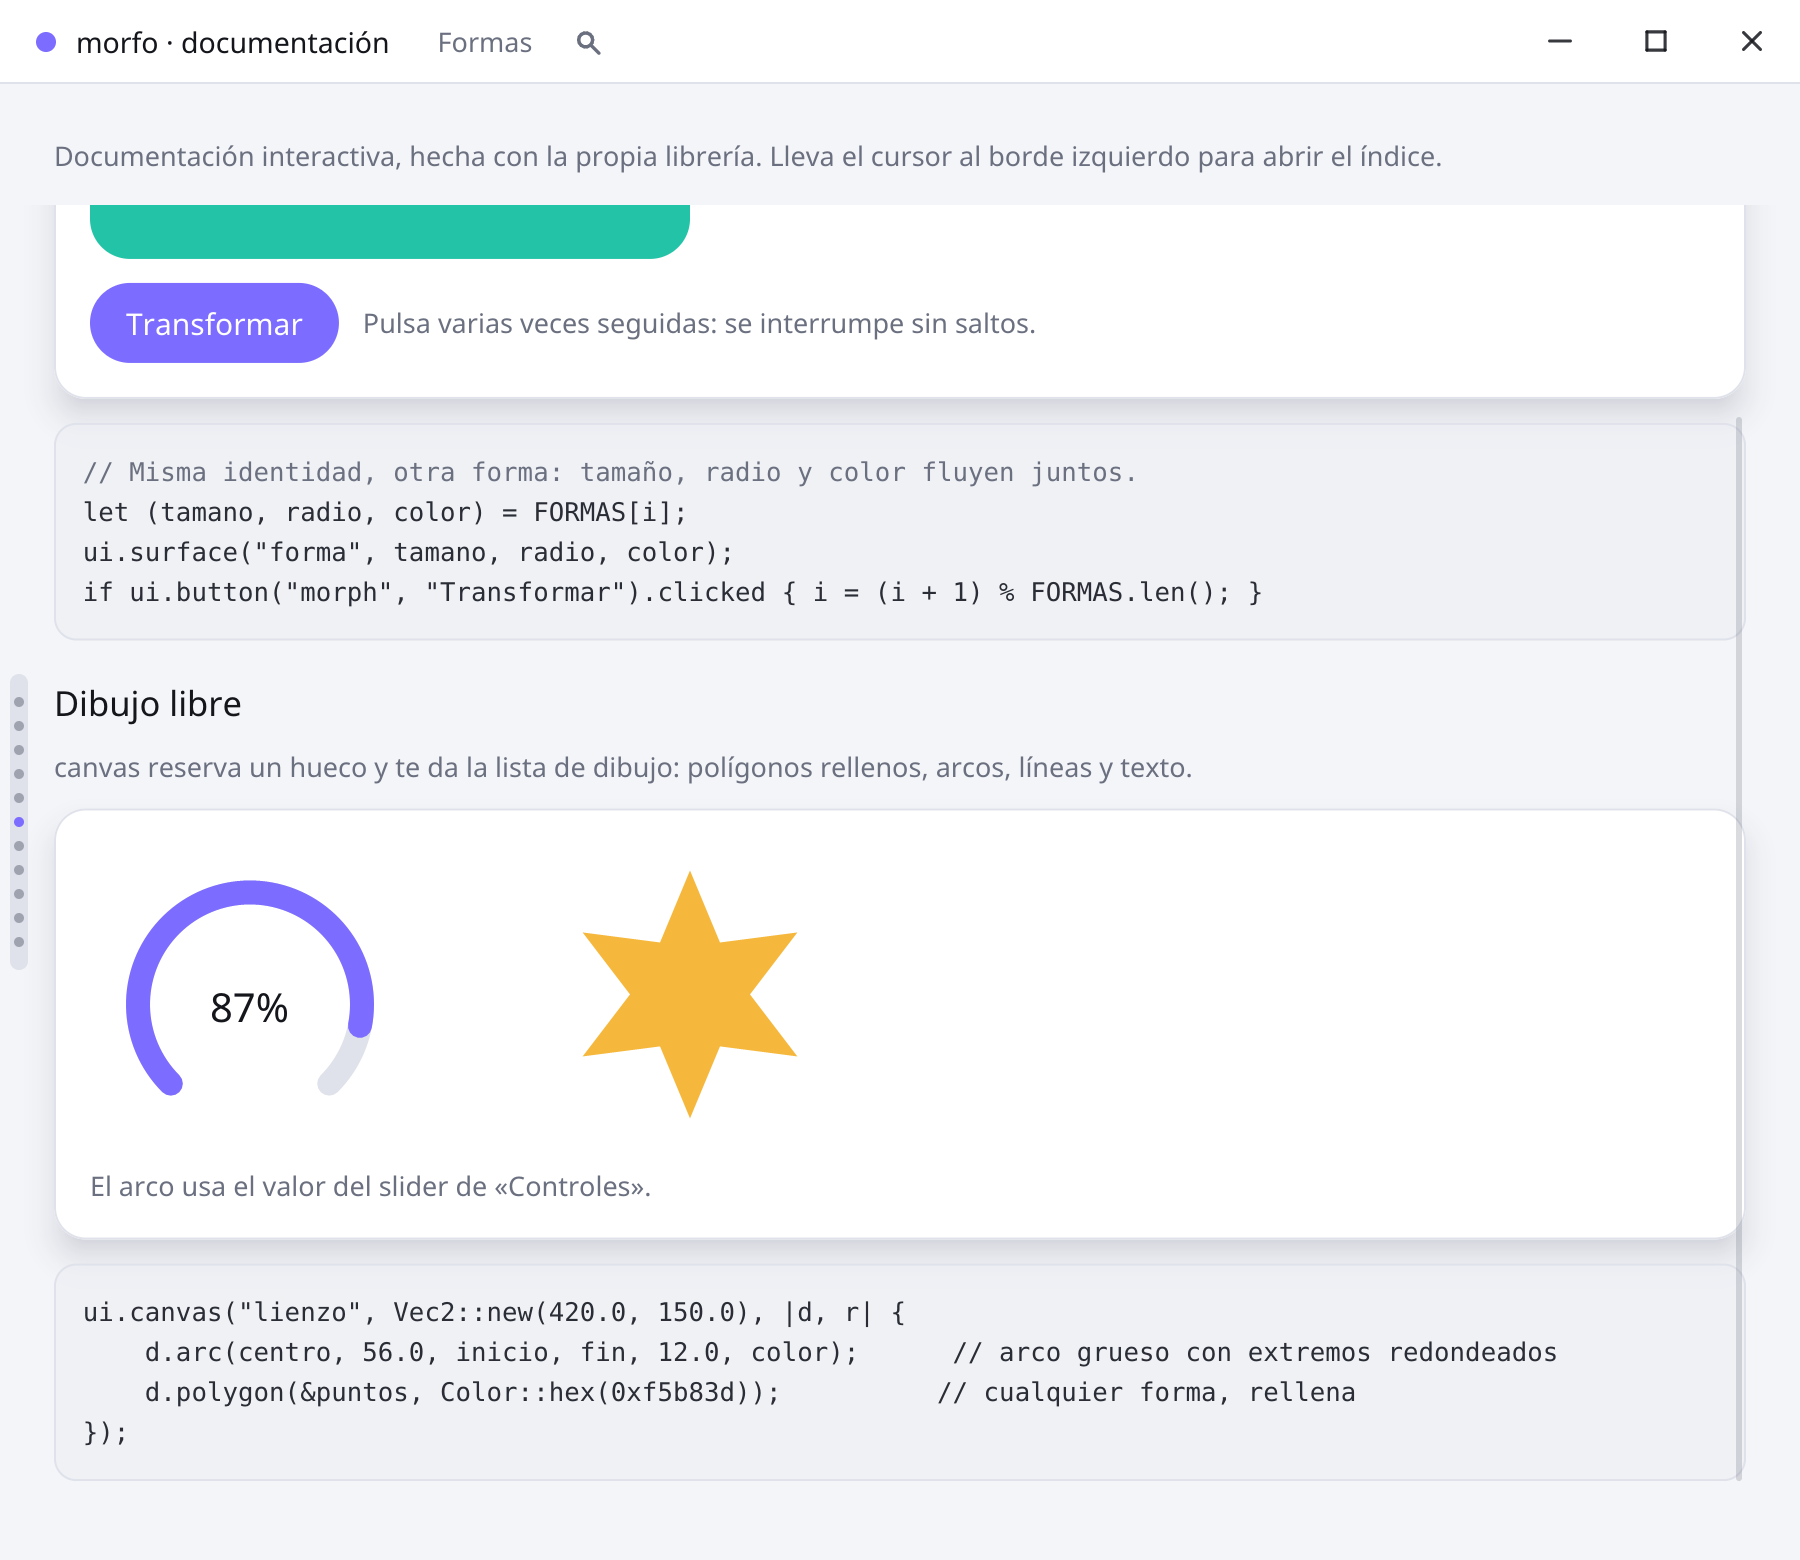 morfo · documentación Formas
Documentación interactiva, hecha con la propia librería. Lleva el cursor al borde izquierdo para abrir el índice.
Transformar Pulsa varias veces seguidas: se interrumpe sin saltos.
// Misma identidad, otra forma: tamaño, radio y color fluyen juntos.
let (tamano, radio, color) = FORMAS[i];
ui.surface("forma", tamano, radio, color);
if ui.button("morph", "Transformar").clicked { i = (i + 1) % FORMAS.len(); }
Dibujo libre
canvas reserva un hueco y te da la lista de dibujo: polígonos rellenos, arcos, líneas y texto.
87%
El arco usa el valor del slider de «Controles».
ui.canvas("lienzo", Vec2::new(420.0, 150.0), |d, r| {
    d.arc(centro, 56.0, inicio, fin, 12.0, color);      // arco grueso con extremos redondeados
    d.polygon(&puntos, Color::hex(0xf5b83d));          // cualquier forma, rellena
});